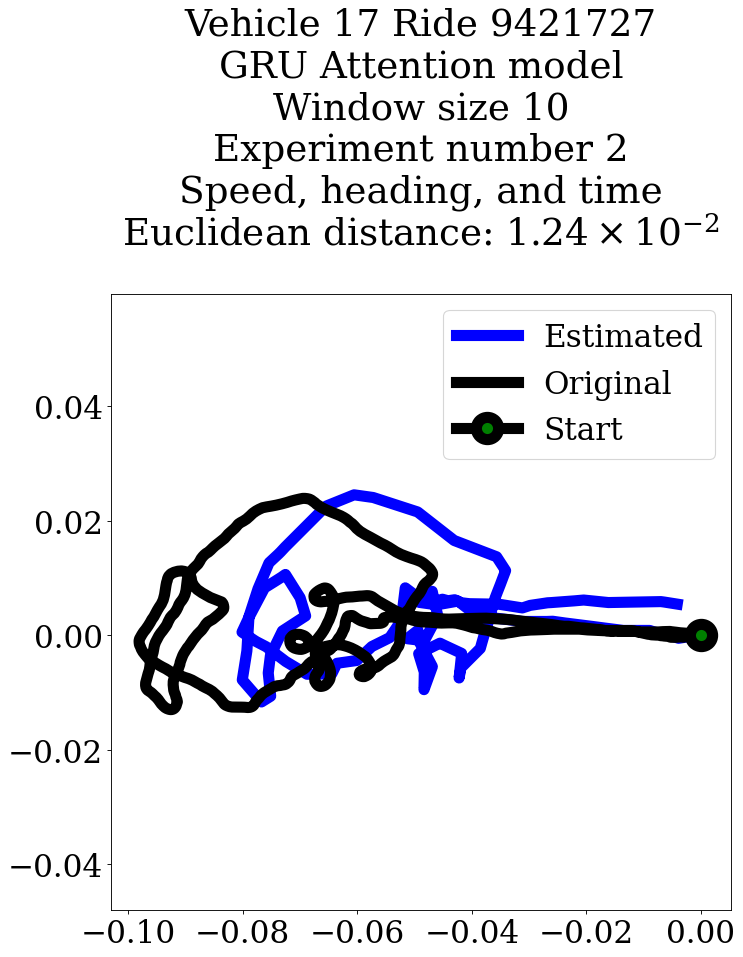 Vehicle 17 Ride 9421727
GRU Attention model
Window size 10
Experiment number 2
Speed, heading, and time
Euclidean distance: 1.24 × 10⁻²
Estimated
Original
Start
0.04
0.02
0.00
−0.02
−0.04
−0.10 −0.08 −0.06 −0.04 −0.02 0.00